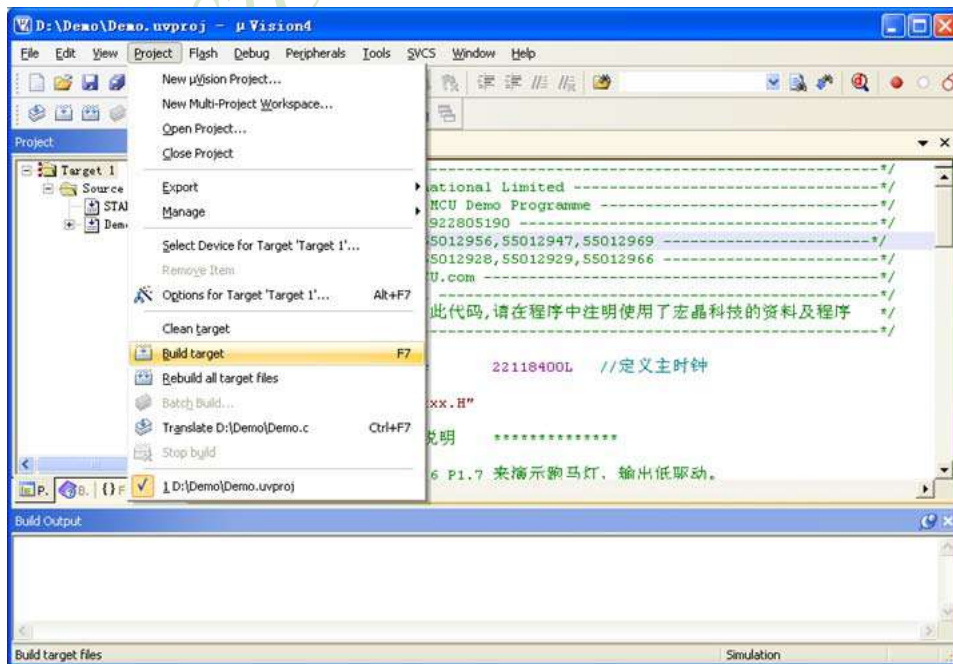 D:\Demo\Demo.uvproj - μVision4
File Edit View Project Flash Debug Peripherals Tools SVCS Window Help
New μVision Project...
New Multi-Project Workspace...
Open Project...
Close Project
Export
Manage
Select Device for Target 'Target 1'...
Remove Item
Options for Target 'Target 1'... Alt+F7
Clean target
Build target F7
Rebuild all target files
Batch Build...
Translate D:\Demo\Demo.c Ctrl+F7
Stop build
1 D:\Demo\Demo.uvproj
Project
Target 1
Source
STA
Dem
P. B. {} F
---*/
national Limited ---*/
MCU Demo Programme ---*/
922805190 ---*/
55012956,55012947,55012969 ---*/
55012928,55012929,55012966 ---*/
U.com ---*/
---*/
此代码,请在程序中注明使用了宏晶科技的资料及程序 */
---*/
22118400L //定义主时钟
xx.H"
说明 **************
6 P1.7 来演示跑马灯, 输出低驱动。
Build Output
Build target files Simulation